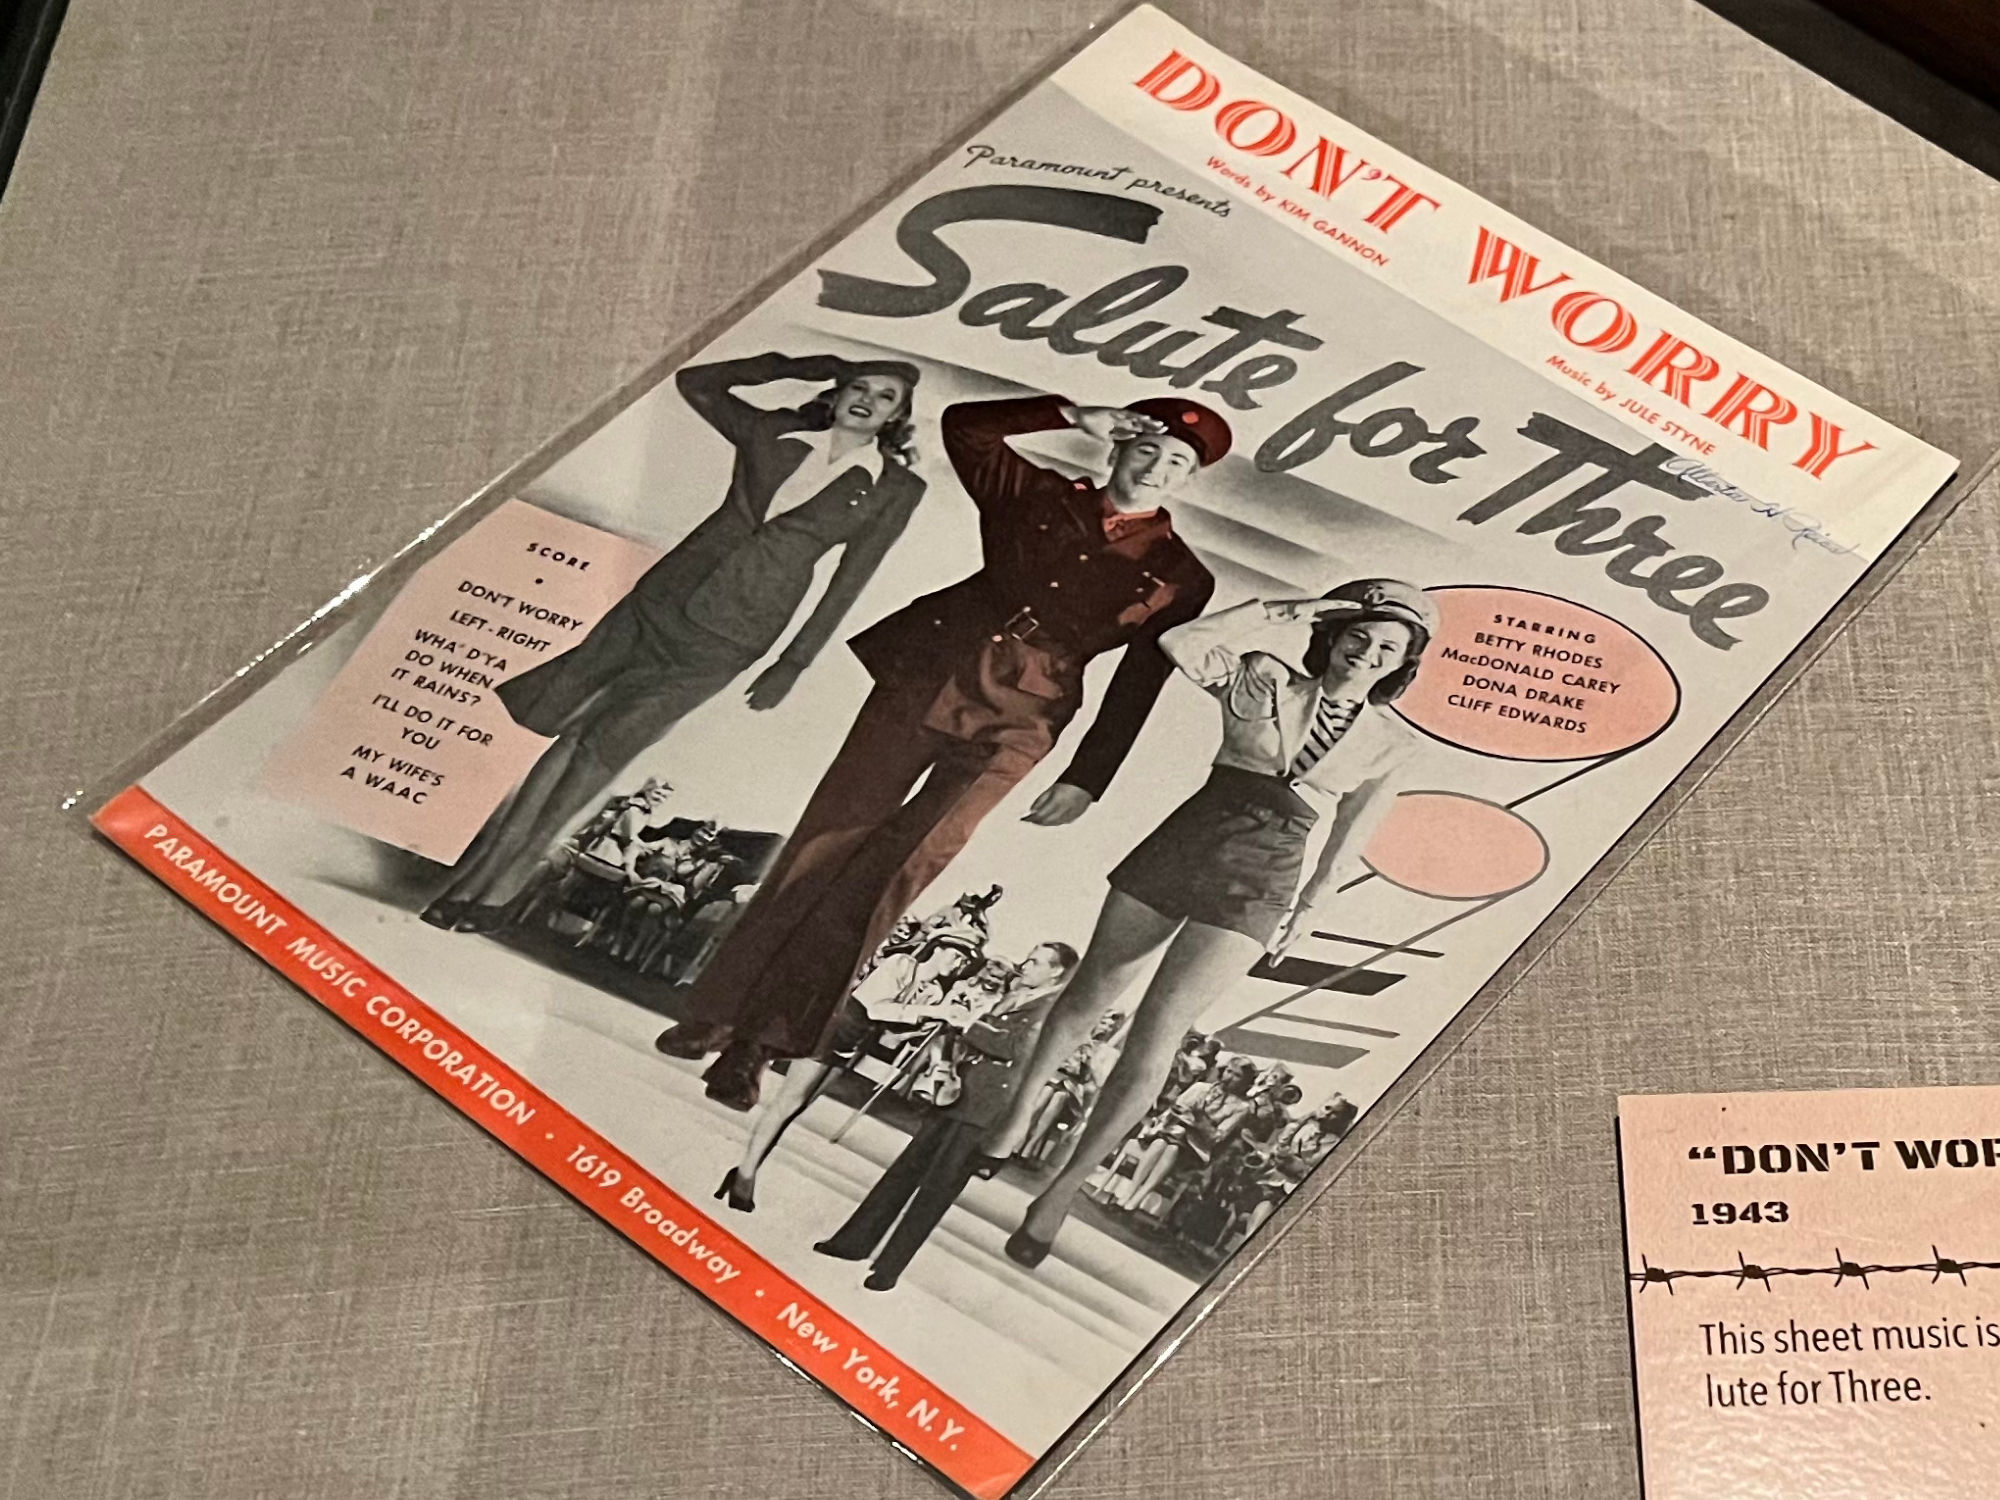 DON'T WORRY
Words by KIM GANNON
Music by JULE STYNE
Paramount presents
Salute for Three
SCORE
DON'T WORRY
LEFT-RIGHT
WHA' D'YA
DO WHEN
IT RAINS?
I'LL DO IT FOR
YOU
MY WIFE'S
A WAAC
STARRING
BETTY RHODES
MacDONALD CAREY
DONA DRAKE
CLIFF EDWARDS
PARAMOUNT MUSIC CORPORATION • 1619 Broadway • New York, N.Y.
"DON'T WOR
1943
This sheet music is
lute for Three.